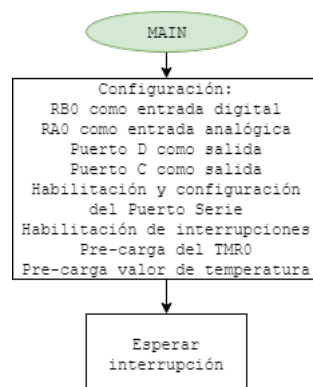 MAIN
Configuración:
RB0 como entrada digital
RA0 como entrada analógica
Puerto D como salida
Puerto C como salida
Habilitación y configuración
del Puerto Serie
Habilitación de interrupciones
Pre-carga del TMR0
Pre-carga valor de temperatura
Esperar
interrupción